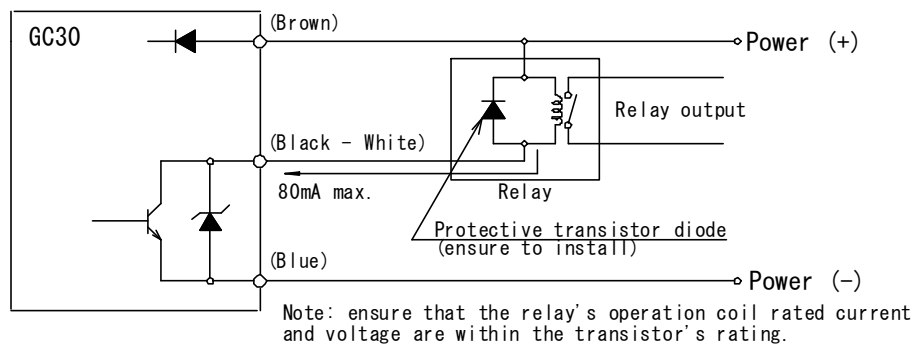 GC30
(Brown)
Power (+)
Relay output
(Black - White)
80mA max.
Relay
Protective transistor diode
(ensure to install)
(Blue)
Power (-)
Note: ensure that the relay's operation coil rated current
and voltage are within the transistor's rating.